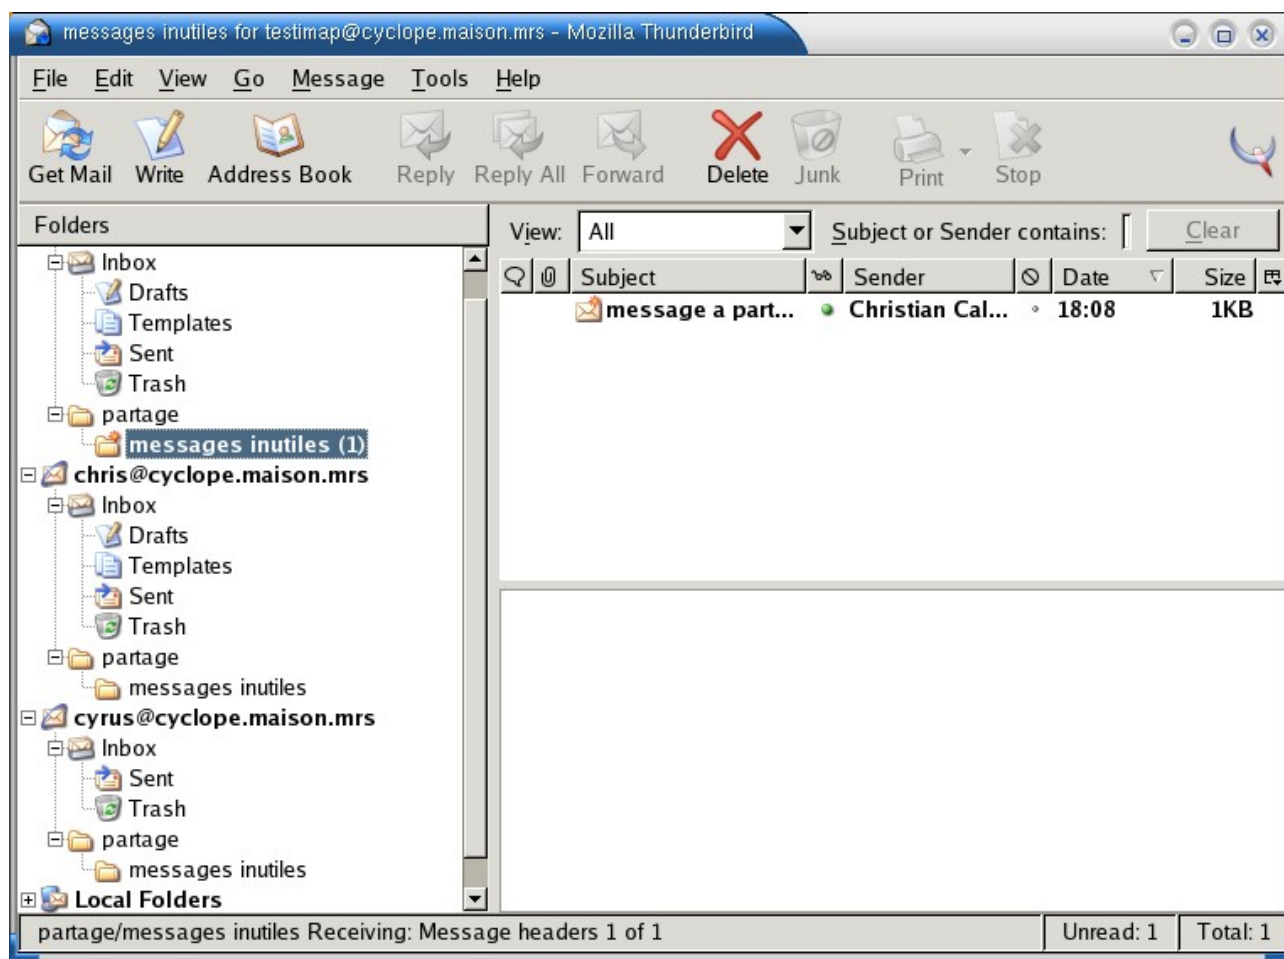 messages inutiles for testimap@cyclope.maison.mrs - Mozilla Thunderbird
File Edit View Go Message Tools Help
Get Mail Write Address Book Reply Reply All Forward Delete Junk Print Stop
Folders
Inbox
Drafts
Templates
Sent
Trash
partage
messages inutiles (1)
chris@cyclope.maison.mrs
Inbox
Drafts
Templates
Sent
Trash
partage
messages inutiles
cyrus@cyclope.maison.mrs
Inbox
Sent
Trash
partage
messages inutiles
Local Folders
View: All Subject or Sender contains: Clear
Subject Sender Date Size
message a part... Christian Cal... 18:08 1KB
partage/messages inutiles Receiving: Message headers 1 of 1 Unread: 1 Total: 1